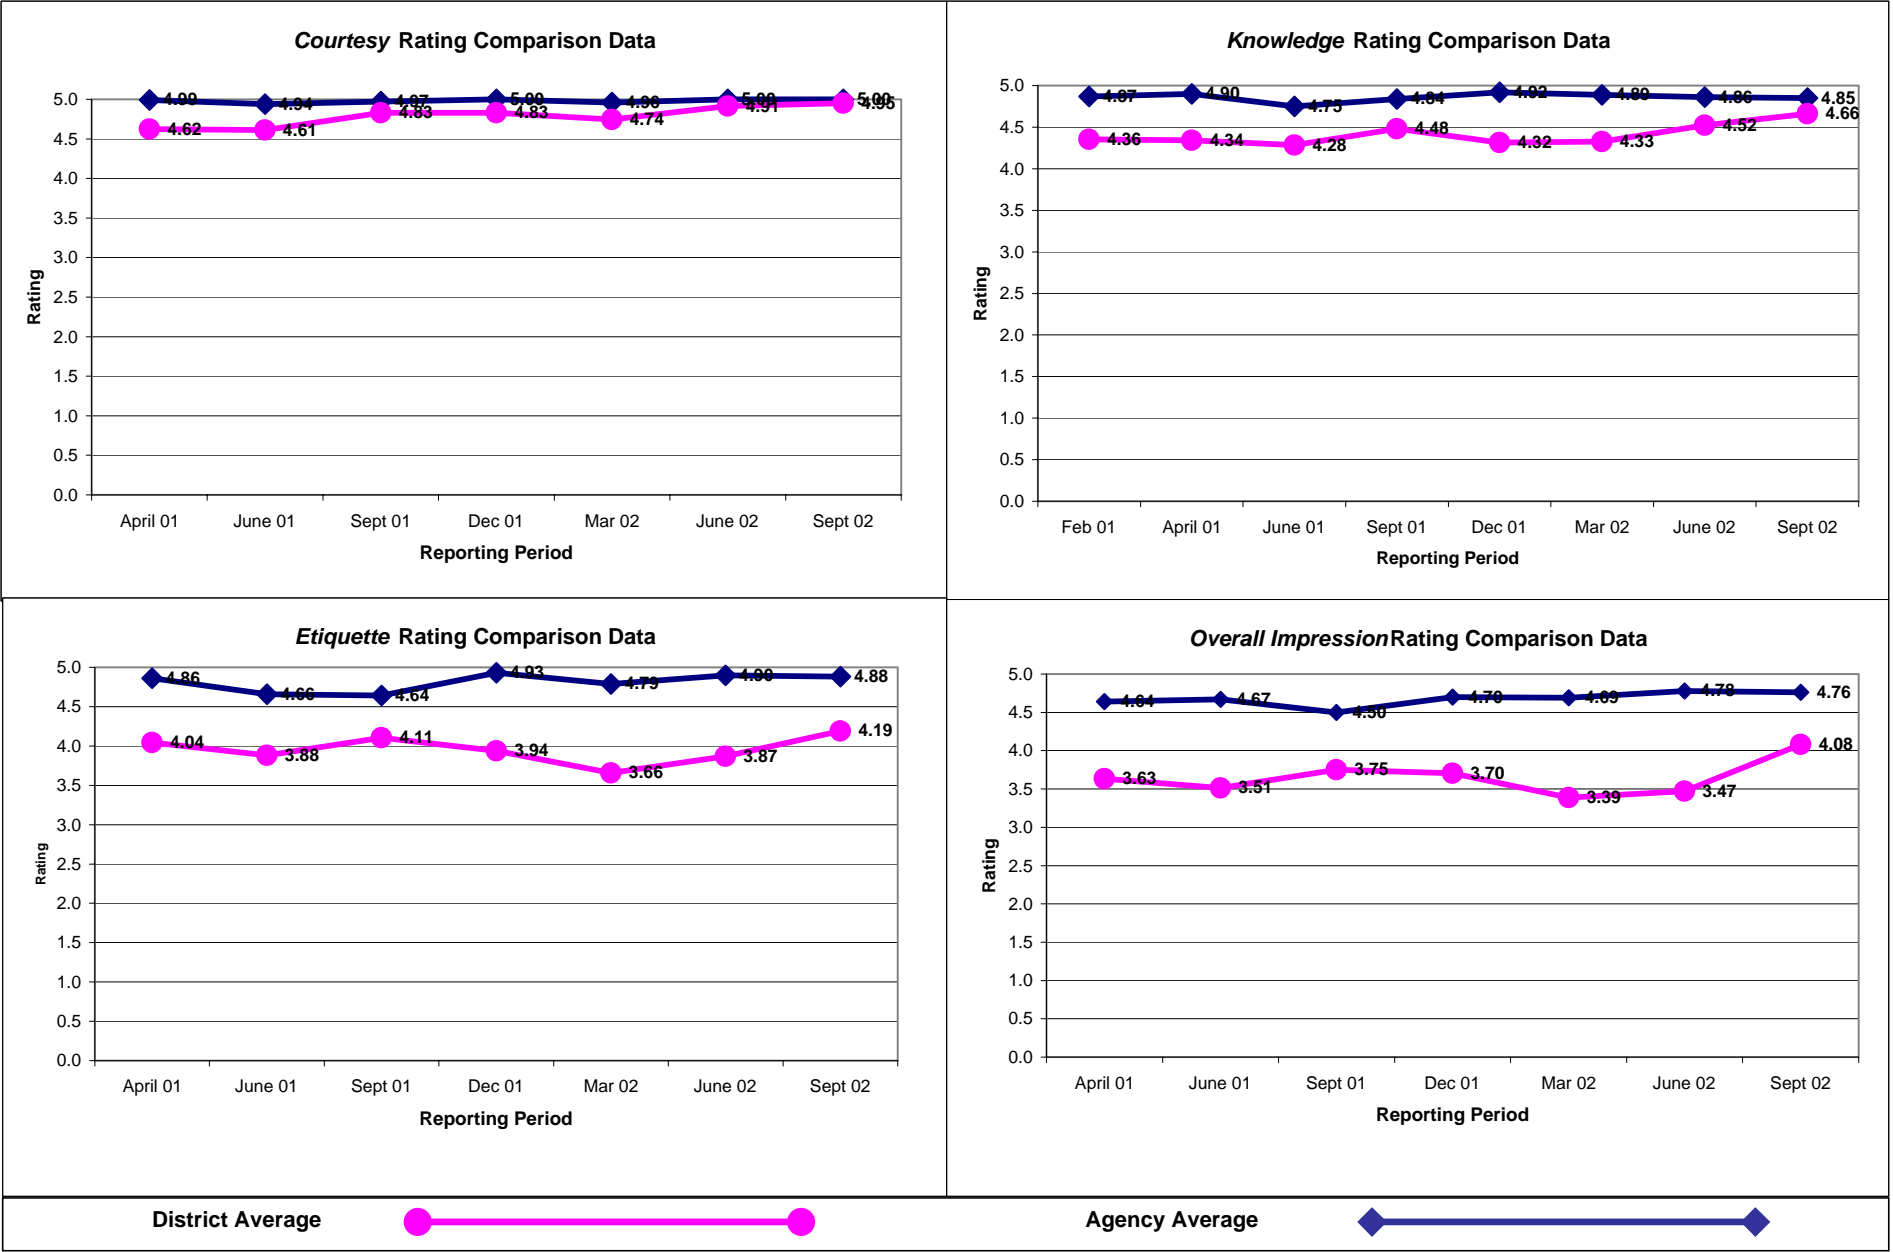 Courtesy Rating Comparison Data
5.0
4.5
4.0
3.5
3.0
2.5
2.0
1.5
1.0
0.5
0.0
Rating
4.99 4.94 4.97 5.00 4.96 5.00 5.00
4.62 4.61 4.83 4.83 4.74 4.91 4.95
April 01 June 01 Sept 01 Dec 01 Mar 02 June 02 Sept 02
Reporting Period
Knowledge Rating Comparison Data
5.0
4.5
4.0
3.5
3.0
2.5
2.0
1.5
1.0
0.5
0.0
Rating
4.87 4.90 4.75 4.84 4.92 4.89 4.86 4.85
4.36 4.34 4.28 4.48 4.32 4.33 4.52 4.66
Feb 01 April 01 June 01 Sept 01 Dec 01 Mar 02 June 02 Sept 02
Reporting Period
Etiquette Rating Comparison Data
5.0
4.5
4.0
3.5
3.0
2.5
2.0
1.5
1.0
0.5
0.0
Rating
4.86 4.66 4.64 4.93 4.79 4.90 4.88
4.04 3.88 4.11 3.94 3.66 3.87 4.19
April 01 June 01 Sept 01 Dec 01 Mar 02 June 02 Sept 02
Reporting Period
Overall Impression Rating Comparison Data
5.0
4.5
4.0
3.5
3.0
2.5
2.0
1.5
1.0
0.5
0.0
Rating
4.64 4.67 4.50 4.70 4.69 4.78 4.76
3.63 3.51 3.75 3.70 3.39 3.47 4.08
April 01 June 01 Sept 01 Dec 01 Mar 02 June 02 Sept 02
Reporting Period
District Average
Agency Average